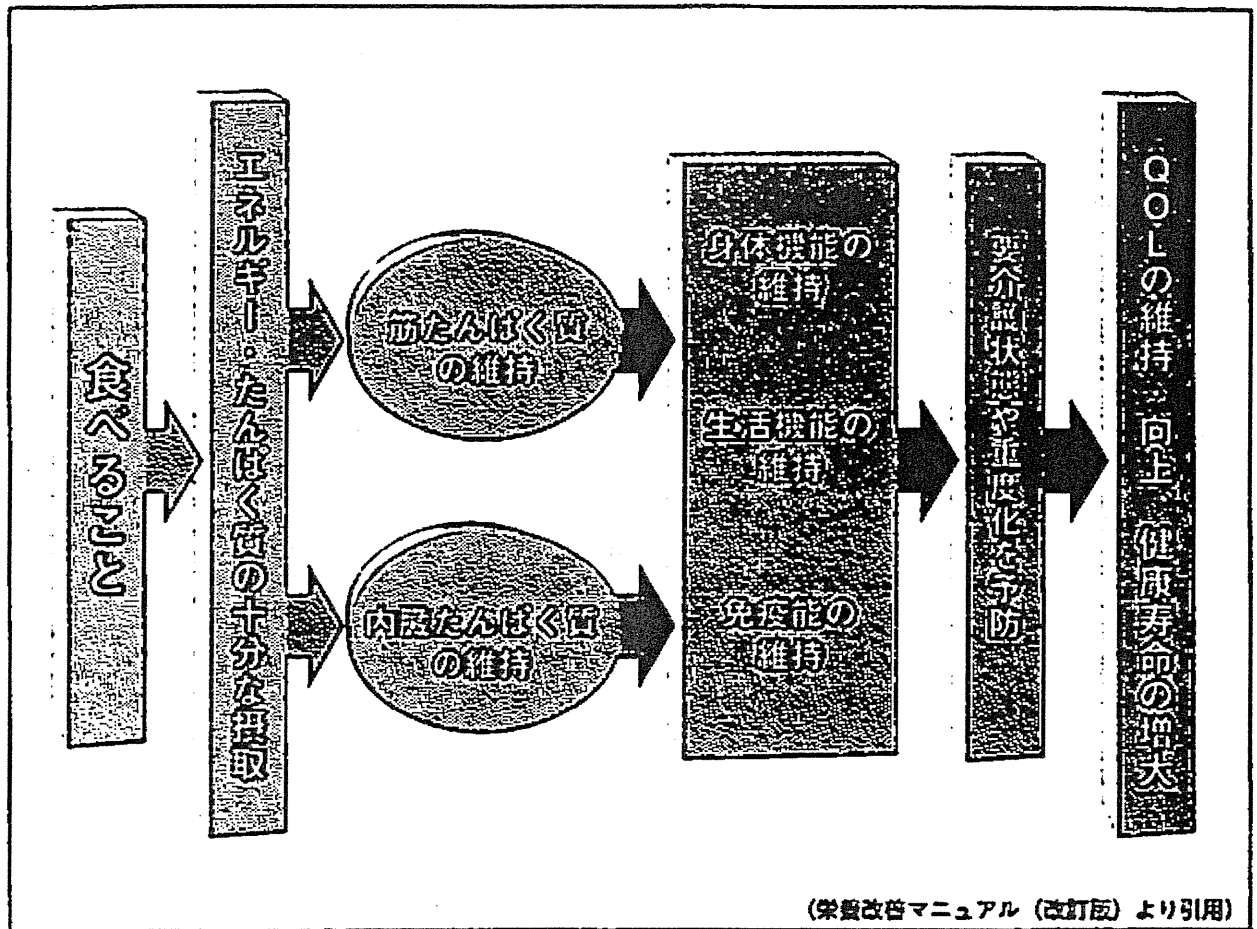 食べること
エネルギー・たんぱく質の十分な摂取
筋たんぱく質
の維持
内臓たんぱく質
の維持
身体機能の
維持
生活機能の
維持
免疫能の
維持
要介護状態や重度化を予防
QOLの維持・向上、健康寿命の増大
(栄養改善マニュアル（改訂版）より引用)